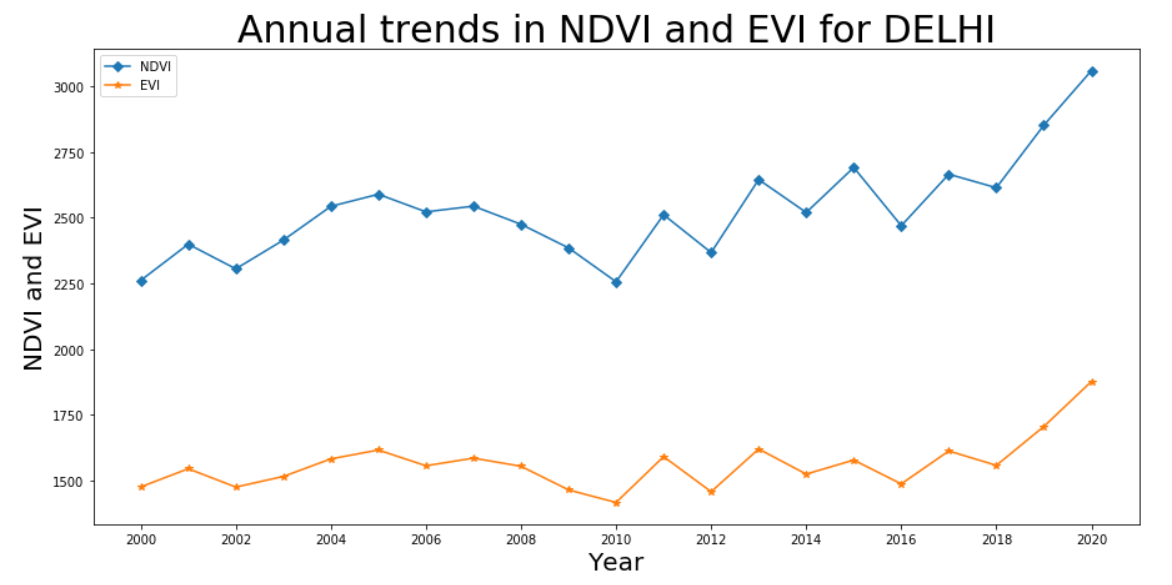 Annual trends in NDVI and EVI for DELHI
NDVI
EVI
NDVI and EVI
3000
2750
2500
2250
2000
1750
1500
2000 2002 2004 2006 2008 2010 2012 2014 2016 2018 2020
Year